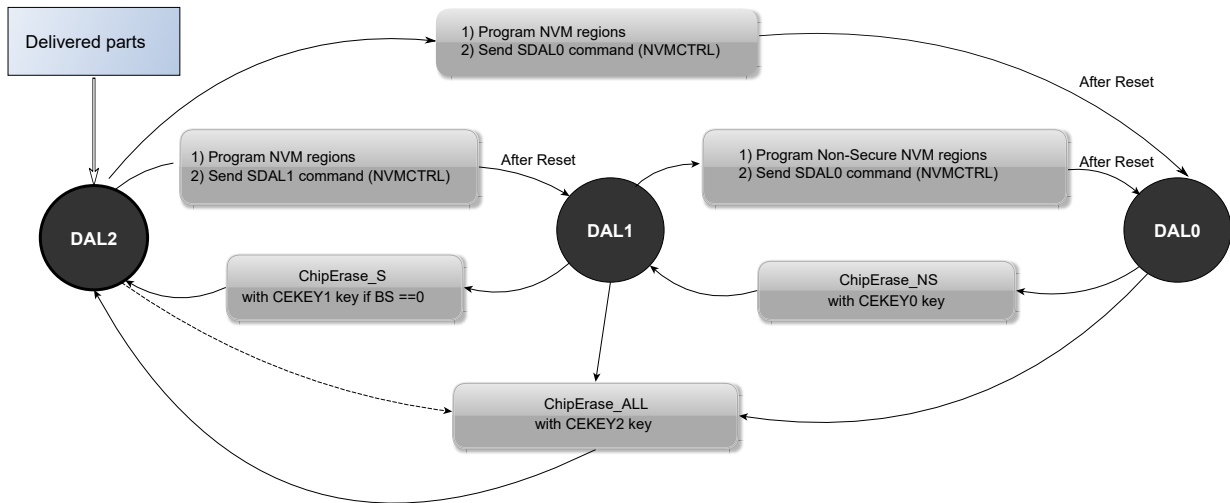 Delivered parts
1) Program NVM regions
2) Send SDAL0 command (NVMCTRL)
After Reset
1) Program NVM regions
2) Send SDAL1 command (NVMCTRL)
After Reset
1) Program Non-Secure NVM regions
2) Send SDAL0 command (NVMCTRL)
After Reset
DAL2
DAL1
DAL0
ChipErase_S
with CEKEY1 key if BS ==0
ChipErase_NS
with CEKEY0 key
ChipErase_ALL
with CEKEY2 key